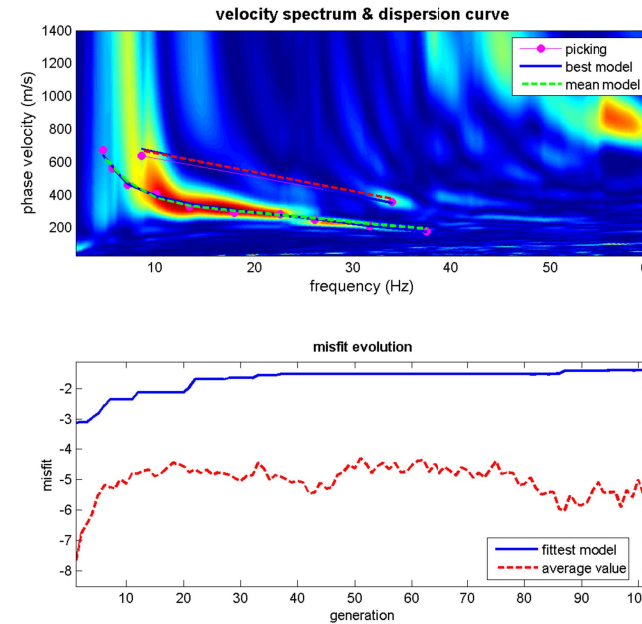 velocity spectrum & dispersion curve
1400
1200
1000
800
600
400
200
phase velocity (m/s)
picking
best model
mean model
10 20 30 40 50
frequency (Hz)
misfit evolution
-2
-3
-4
-5
-6
-7
-8
misfit
fittest model
average value
10 20 30 40 50 60 70 80 90
generation